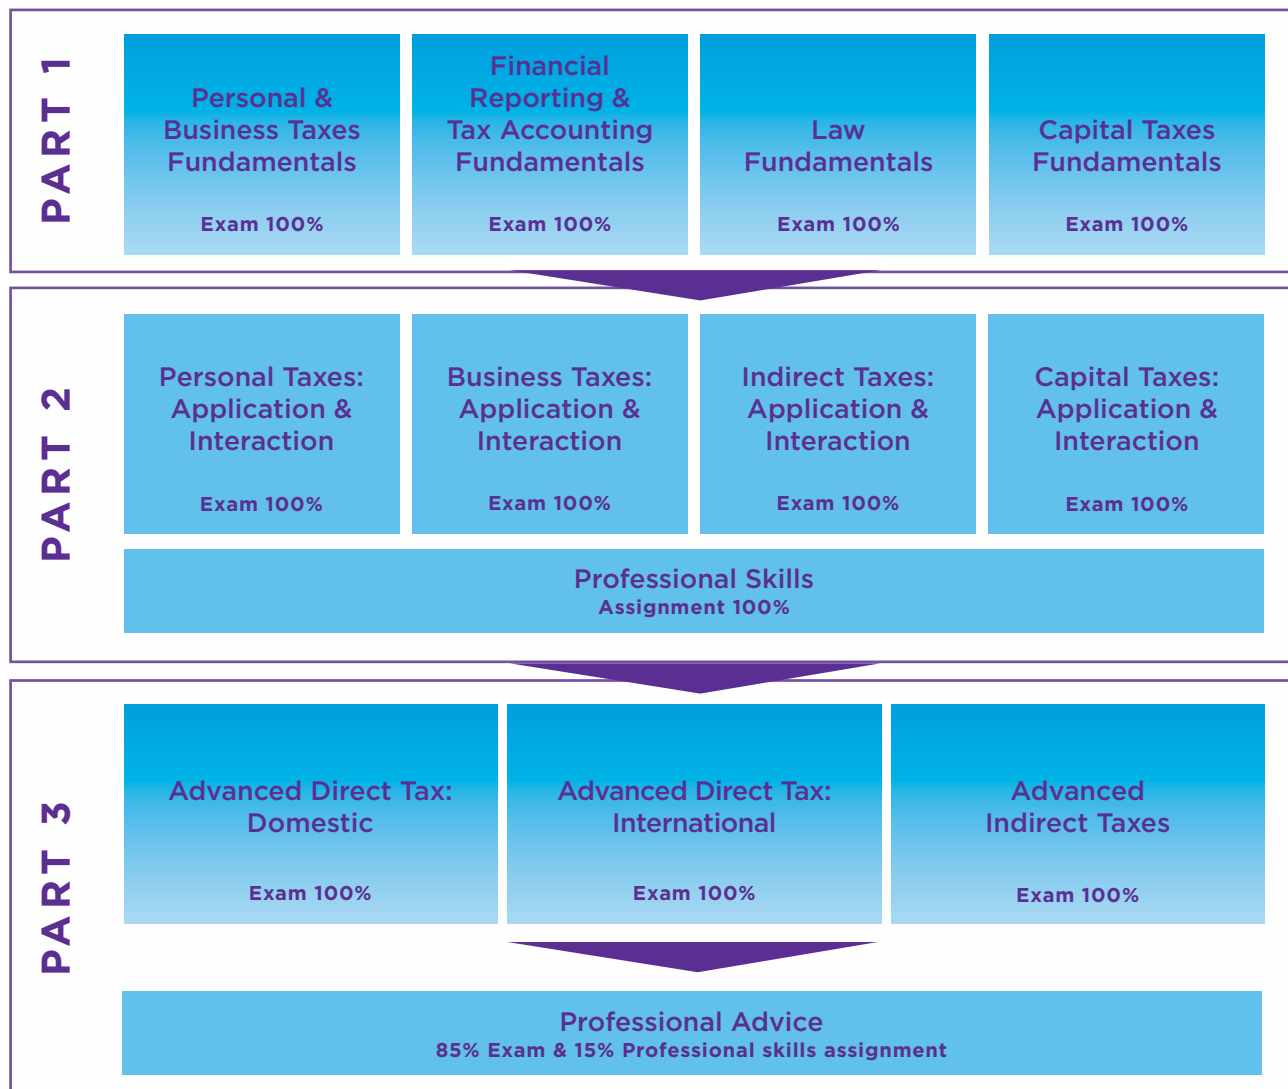 PART 1
Personal &
Business Taxes
Fundamentals
Exam 100%
Financial
Reporting &
Tax Accounting
Fundamentals
Exam 100%
Law
Fundamentals
Exam 100%
Capital Taxes
Fundamentals
Exam 100%
PART 2
Personal Taxes:
Application &
Interaction
Exam 100%
Business Taxes:
Application &
Interaction
Exam 100%
Indirect Taxes:
Application &
Interaction
Exam 100%
Capital Taxes:
Application &
Interaction
Exam 100%
Professional Skills
Assignment 100%
PART 3
Advanced Direct Tax:
Domestic
Exam 100%
Advanced Direct Tax:
International
Exam 100%
Advanced
Indirect Taxes
Exam 100%
Professional Advice
85% Exam & 15% Professional skills assignment